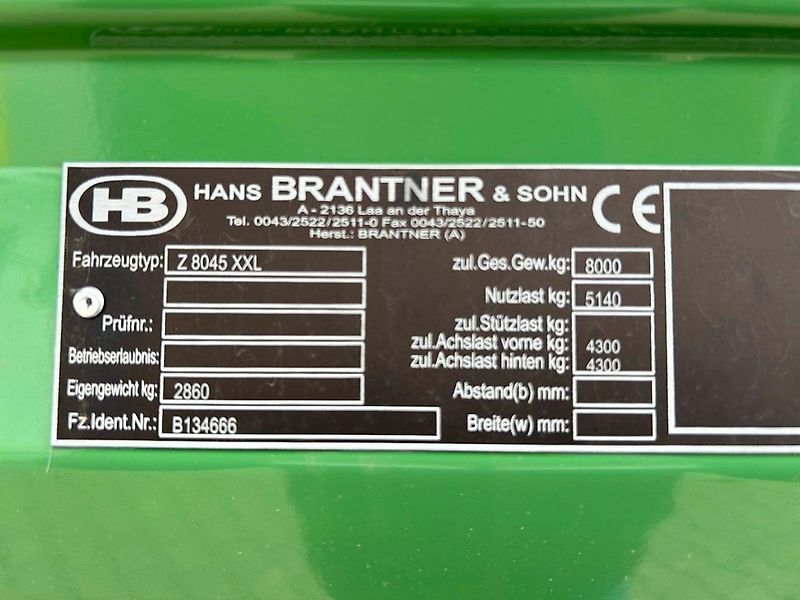 HB HANS BRANTNER & SOHN CE
A - 2136 Laa an der Thaya
Tel. 0043/2522/2511-0 Fax 0043/2522/2511-50
Herst.: BRANTNER (A)
Fahrzeugtyp: Z 8045 XXL
Prüfnr.:
Betriebserlaubnis:
Eigengewicht kg: 2860
Fz.Ident.Nr.: B134666
zul.Ges.Gew.kg: 8000
Nutzlast kg: 5140
zul.Stützlast kg:
zul.Achslast vorne kg: 4300
zul.Achslast hinten kg: 4300
Abstand(b) mm:
Breite(w) mm: